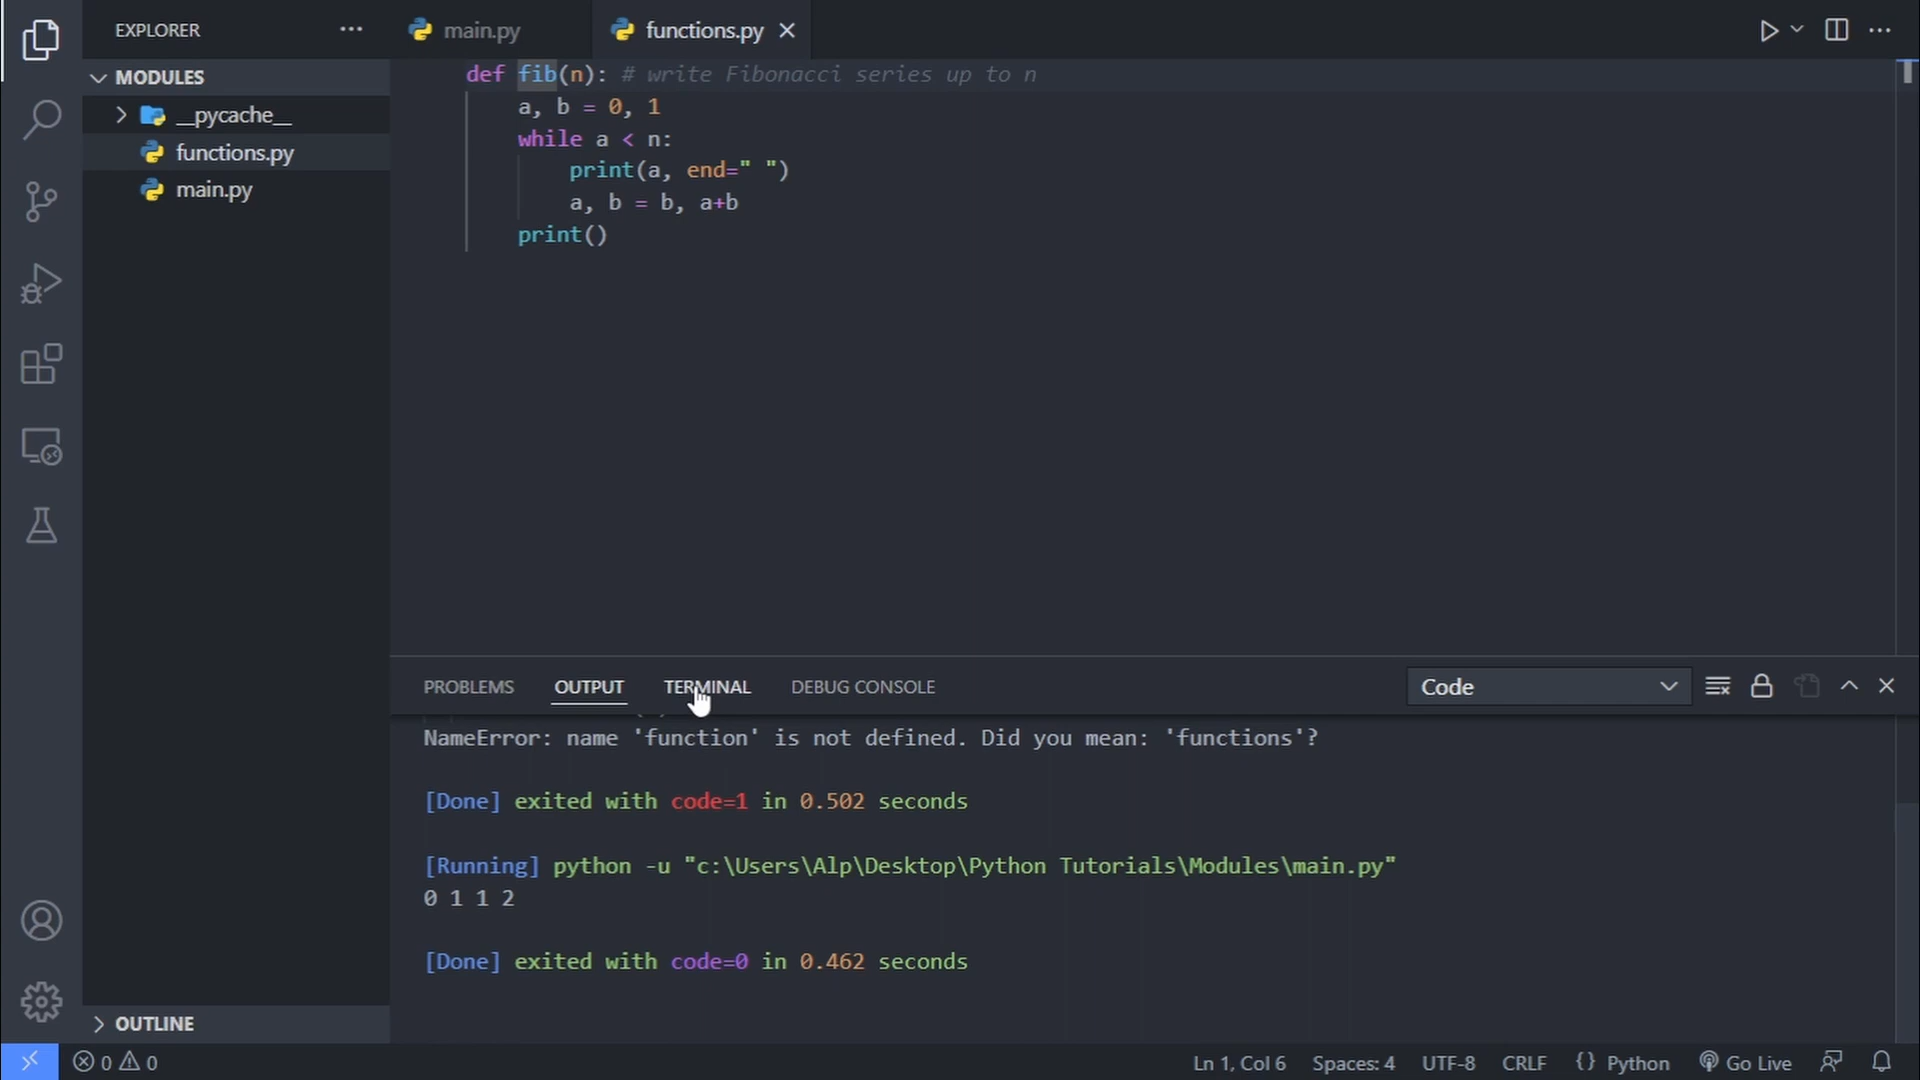 EXPLORER
MODULES
__pycache__
functions.py
main.py
OUTLINE
main.py
functions.py
def fib(n): # write Fibonacci series up to n
a, b = 0, 1
while a < n:
print(a, end=" ")
a, b = b, a+b
print()
PROBLEMS OUTPUT TERMINAL DEBUG CONSOLE
Code
NameError: name 'function' is not defined. Did you mean: 'functions'?
[Done] exited with code=1 in 0.502 seconds
[Running] python -u "c:\Users\Alp\Desktop\Python Tutorials\Modules\main.py"
0 1 1 2
[Done] exited with code=0 in 0.462 seconds
0 0
Ln 1, Col 6 Spaces: 4 UTF-8 CRLF {} Python Go Live